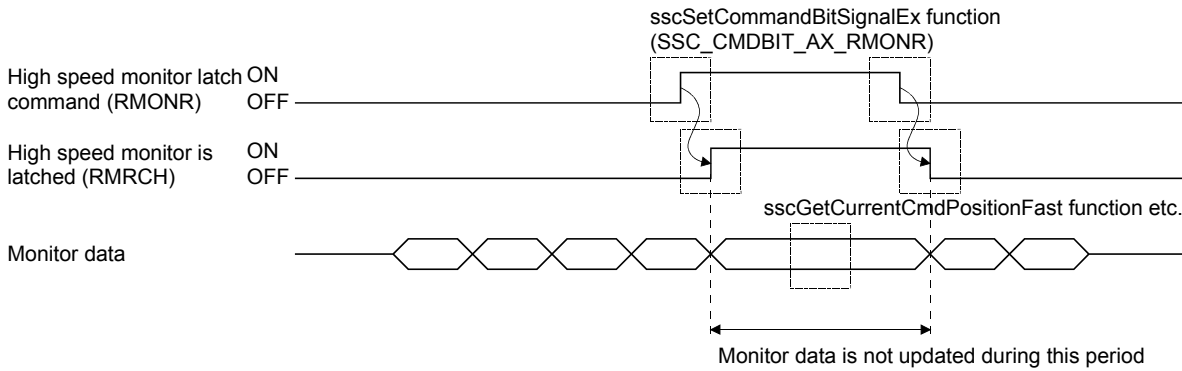 sscSetCommandBitSignalEx function
(SSC_CMDBIT_AX_RMONR)
High speed monitor latch ON
command (RMONR) OFF
High speed monitor is ON
latched (RMRCH) OFF
sscGetCurrentCmdPositionFast function etc.
Monitor data
Monitor data is not updated during this period